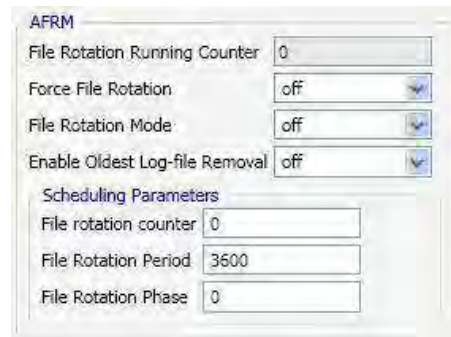 AFRM
File Rotation Running Counter 0
Force File Rotation off
File Rotation Mode off
Enable Oldest Log-file Removal off
Scheduling Parameters
File rotation counter 0
File Rotation Period 3600
File Rotation Phase 0